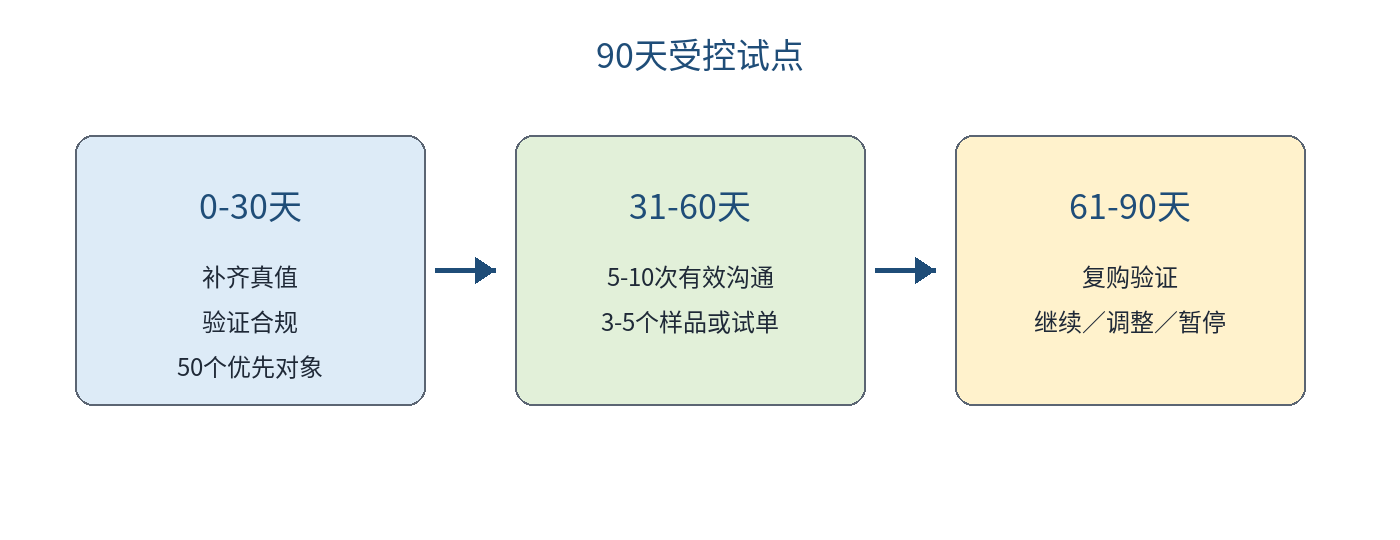 90天受控试点
0-30天
补齐真值
验证合规
50个优先对象
31-60天
5-10次有效沟通
3-5个样品或试单
61-90天
复购验证
继续／调整／暂停